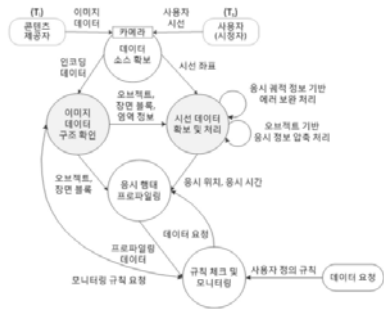 (T₁)
이미지
데이터
사용자
시선
(T₂)
콘텐츠
제공자
카메라
사용자
(시청자)
데이터
소스 확보
인코딩
데이터
시선 좌표
오브젝트,
장면 블록,
영역 정보
이미지
데이터
구조 확인
시선 데이터
확보 및 처리
응시 궤적 정보 기반
에러 보완 처리
오브젝트 기반
응시 정보 압축 처리
오브젝트,
장면 블록
응시 행태
프로파일링
응시 위치, 응시 시간
데이터 요청
프로파일링
데이터
모니터링 규칙 요청
규칙 체크 및
모니터링
사용자 정의 규칙
데이터 요청